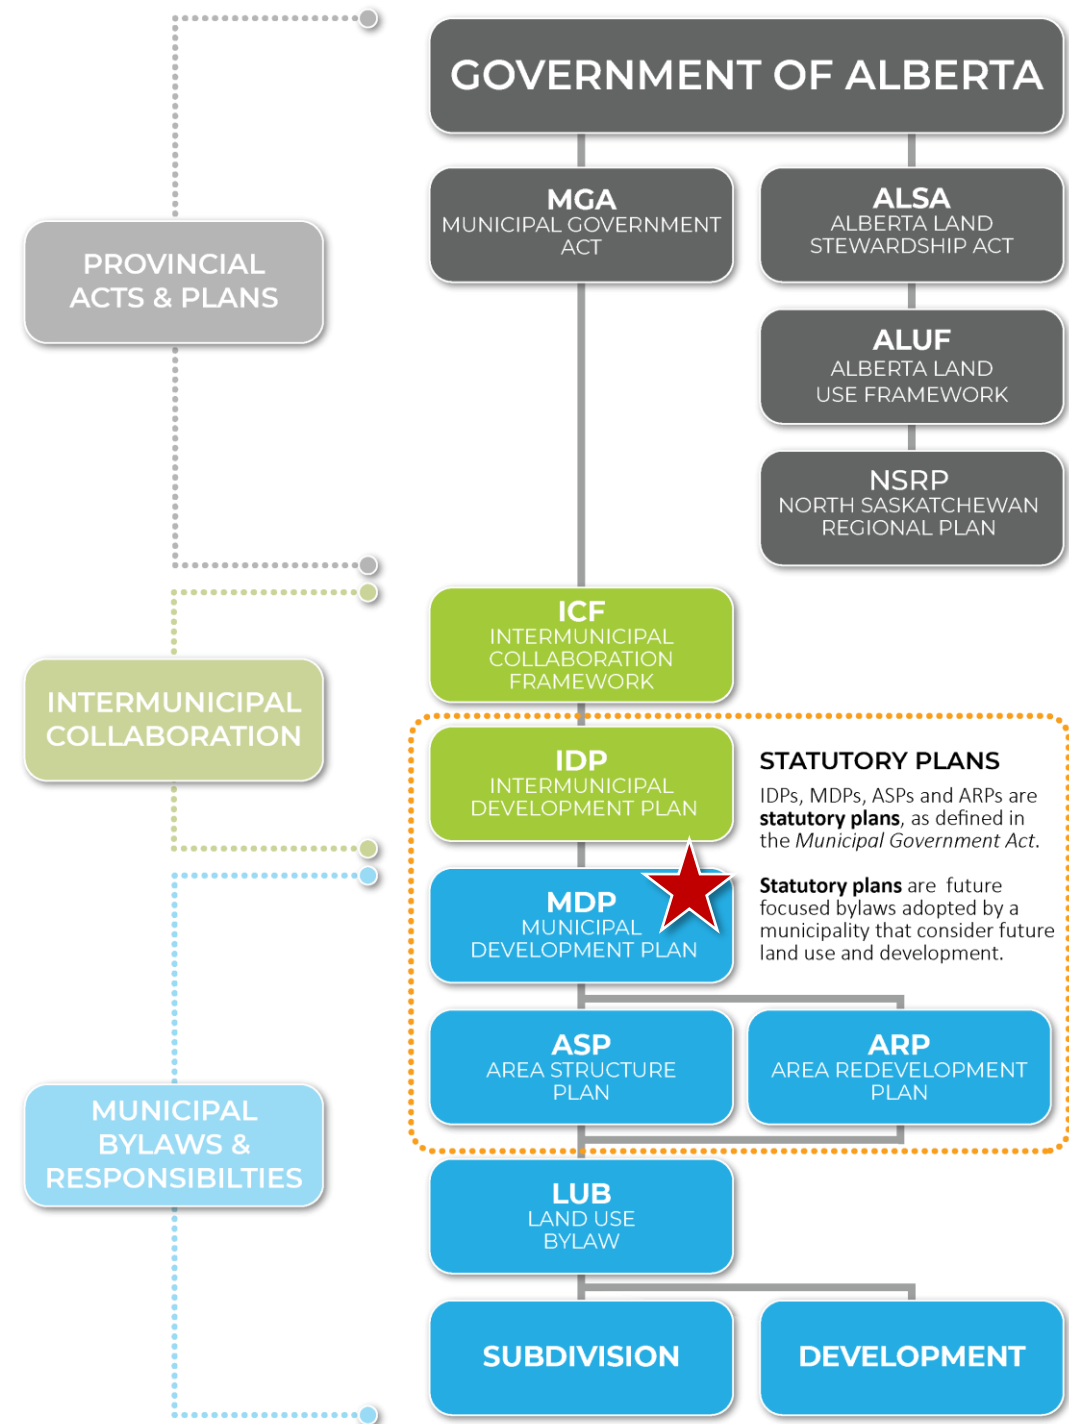 GOVERNMENT OF ALBERTA
MGA
MUNICIPAL GOVERNMENT
ACT
ALSA
ALBERTA LAND
STEWARDSHIP ACT
PROVINCIAL
ACTS & PLANS
ALUF
ALBERTA LAND
USE FRAMEWORK
NSRP
NORTH SASKATCHEWAN
REGIONAL PLAN
ICF
INTERMUNICIPAL
COLLABORATION
FRAMEWORK
INTERMUNICIPAL
COLLABORATION
IDP
INTERMUNICIPAL
DEVELOPMENT PLAN
STATUTORY PLANS
IDPs, MDPs, ASPs and ARPs are
statutory plans, as defined in
the Municipal Government Act.
Statutory plans are future
focused bylaws adopted by a
municipality that consider future
land use and development.
MDP
MUNICIPAL
DEVELOPMENT PLAN
ASP
AREA STRUCTURE
PLAN
ARP
AREA REDEVELOPMENT
PLAN
MUNICIPAL
BYLAWS &
RESPONSIBILTIES
LUB
LAND USE
BYLAW
SUBDIVISION
DEVELOPMENT